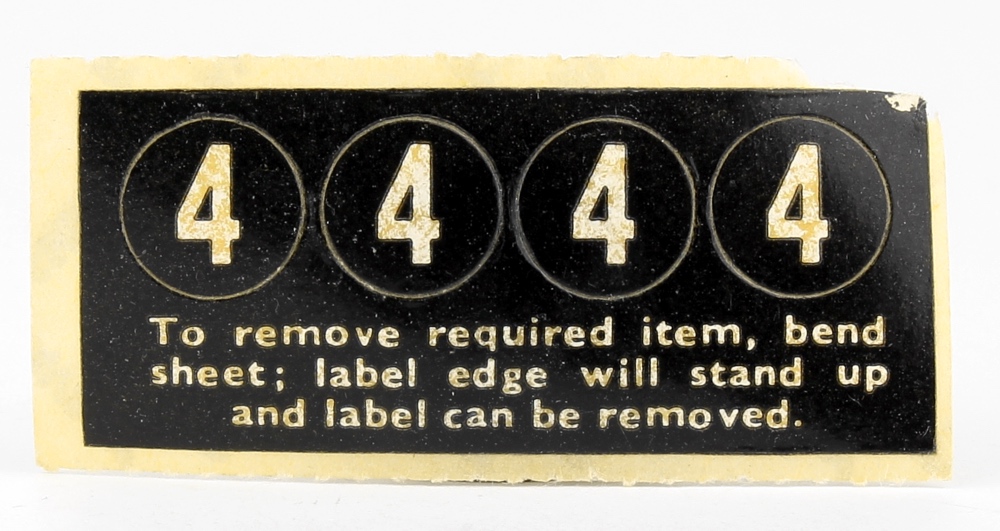 4 4 4 4
To remove required item, bend
sheet; label edge will stand up
and label can be removed.